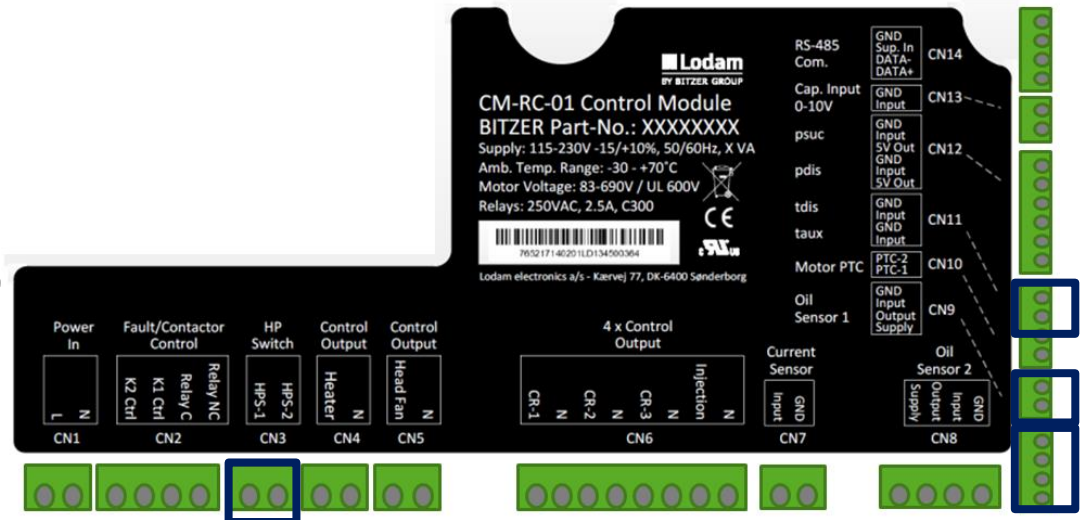 Lodam
BY BITZER GROUP
CM-RC-01 Control Module
BITZER Part-No.: XXXXXXXX
Supply: 115-230V -15/+10%, 50/60Hz, X VA
Amb. Temp. Range: -30 - +70°C
Motor Voltage: 83-690V / UL 600V
Relays: 250VAC, 2.5A, C300
CE
c RU us
765217140201LD134500364
Lodam electronics a/s - Kærvej 77, DK-6400 Sønderborg
RS-485
Com.
GND
Sup. In
DATA-
DATA+
CN14
Cap. Input
0-10V
GND
Input
CN13
psuc
pdis
GND
Input
5V Out
GND
Input
5V Out
CN12
tdis
taux
GND
Input
GND
Input
CN11
Motor PTC
PTC-2
PTC-1
CN10
Oil
Sensor 1
GND
Input
Output
Supply
CN9
Power
In
L
N
CN1
Fault/Contactor
Control
K2 Ctrl
K1 Ctrl
Relay C
Relay NC
CN2
HP
Switch
HPS-1
HPS-2
CN3
Control
Output
Heater
N
CN4
Control
Output
Head Fan
N
CN5
4 x Control
Output
CR-1
N
CR-2
N
CR-3
N
Injection
N
CN6
Current
Sensor
Input
GND
CN7
Oil
Sensor 2
Supply
Output
Input
GND
CN8